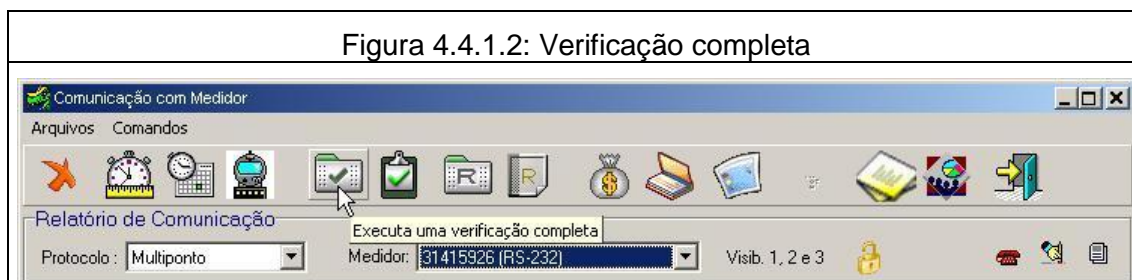 Figura 4.4.1.2: Verificação completa
Comunicação com Medidor
Arquivos Comandos
R R
Relatório de Comunicação
Executa uma verificação completa
Protocolo : Multiponto Medidor: 31415926 (RS-232) Visib. 1, 2 e 3